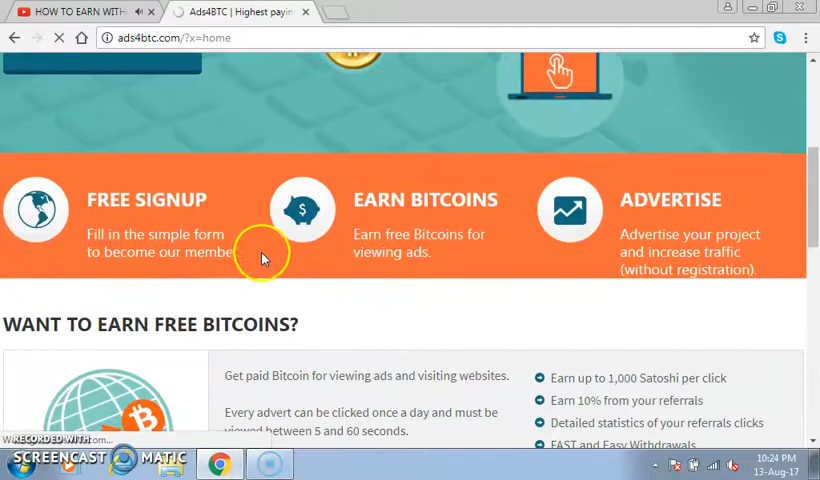 HOW TO EARN WITH
Ads4BTC | Highest payin
ads4btc.com/?x=home
FREE SIGNUP
Fill in the simple form
to become our membe
EARN BITCOINS
Earn free Bitcoins for
viewing ads.
ADVERTISE
Advertise your project
and increase traffic
(without registration).
WANT TO EARN FREE BITCOINS?
Get paid Bitcoin for viewing ads and visiting websites.
Every advert can be clicked once a day and must be
viewed between 5 and 60 seconds.
Earn up to 1,000 Satoshi per click
Earn 10% from your referrals
Detailed statistics of your referrals clicks
FAST and Easy Withdrawals
RECORDED WITH
SCREENCAST MATIC
10:24 PM
13-Aug-17